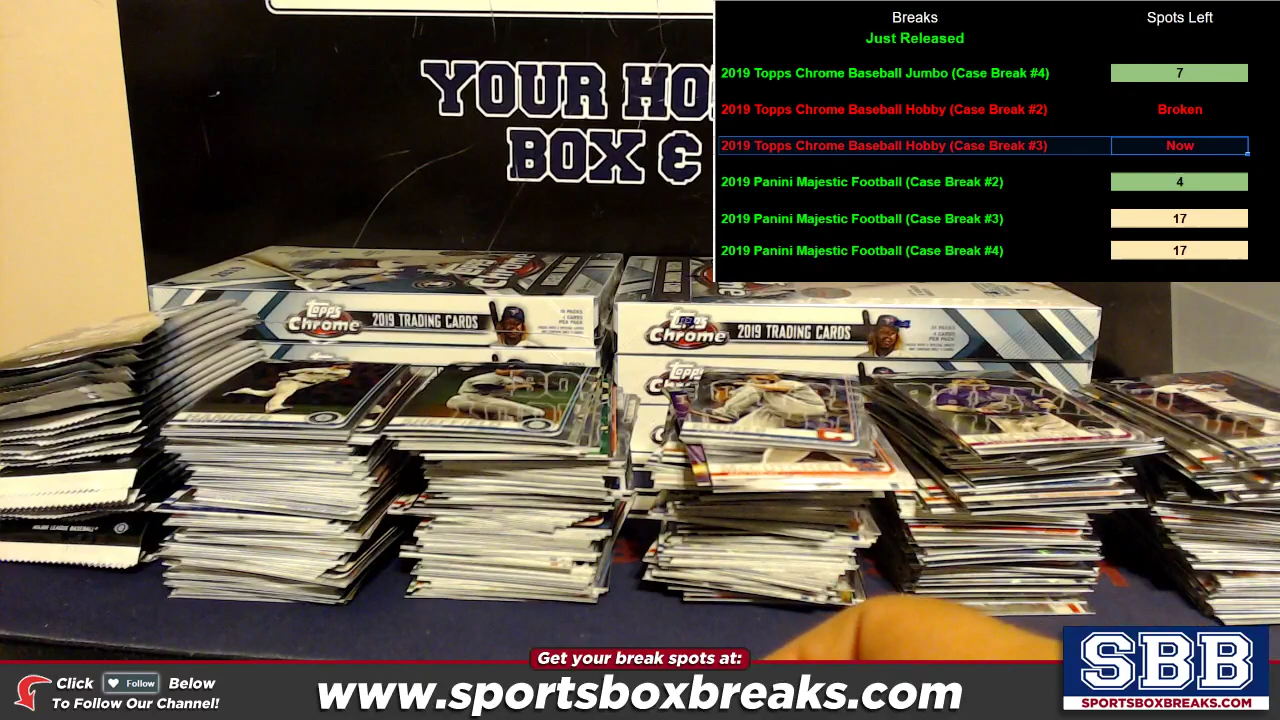 Breaks Spots Left
Just Released
2019 Topps Chrome Baseball Jumbo (Case Break #4) 7
2019 Topps Chrome Baseball Hobby (Case Break #2) Broken
2019 Topps Chrome Baseball Hobby (Case Break #3) Now
2019 Panini Majestic Football (Case Break #2) 4
2019 Panini Majestic Football (Case Break #3) 17
2019 Panini Majestic Football (Case Break #4) 17
YOUR HO
BOX &
Topps Chrome 2019 TRADING CARDS
Topps Chrome 2019 TRADING CARDS
Topps
MAJOR LEAGUE BASEBALL
Get your break spots at:
Click Follow Below
To Follow Our Channel!
www.sportsboxbreaks.com
SBB
SPORTSBOXBREAKS.COM